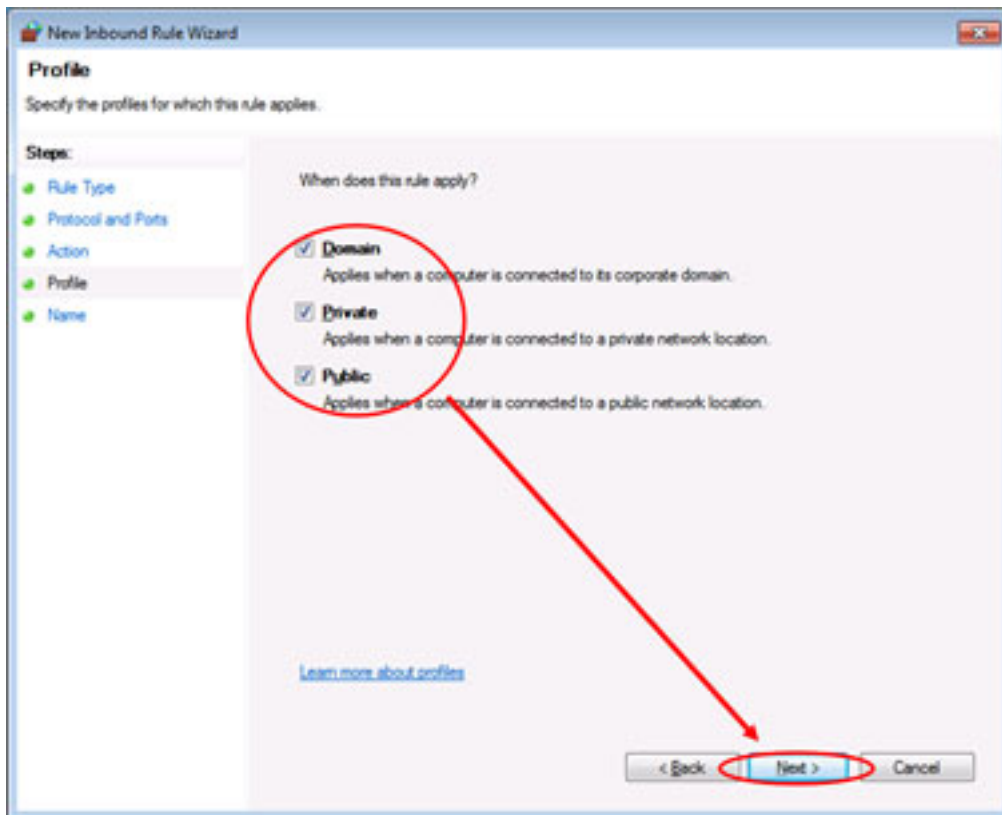 New Inbound Rule Wizard
Profile
Specify the profiles for which this rule applies.
Steps:
Rule Type
Protocol and Ports
Action
Profile
Name
When does this rule apply?
Domain
Applies when a computer is connected to its corporate domain.
Private
Applies when a computer is connected to a private network location.
Public
Applies when a computer is connected to a public network location.
Learn more about profiles
< Back
Next >
Cancel